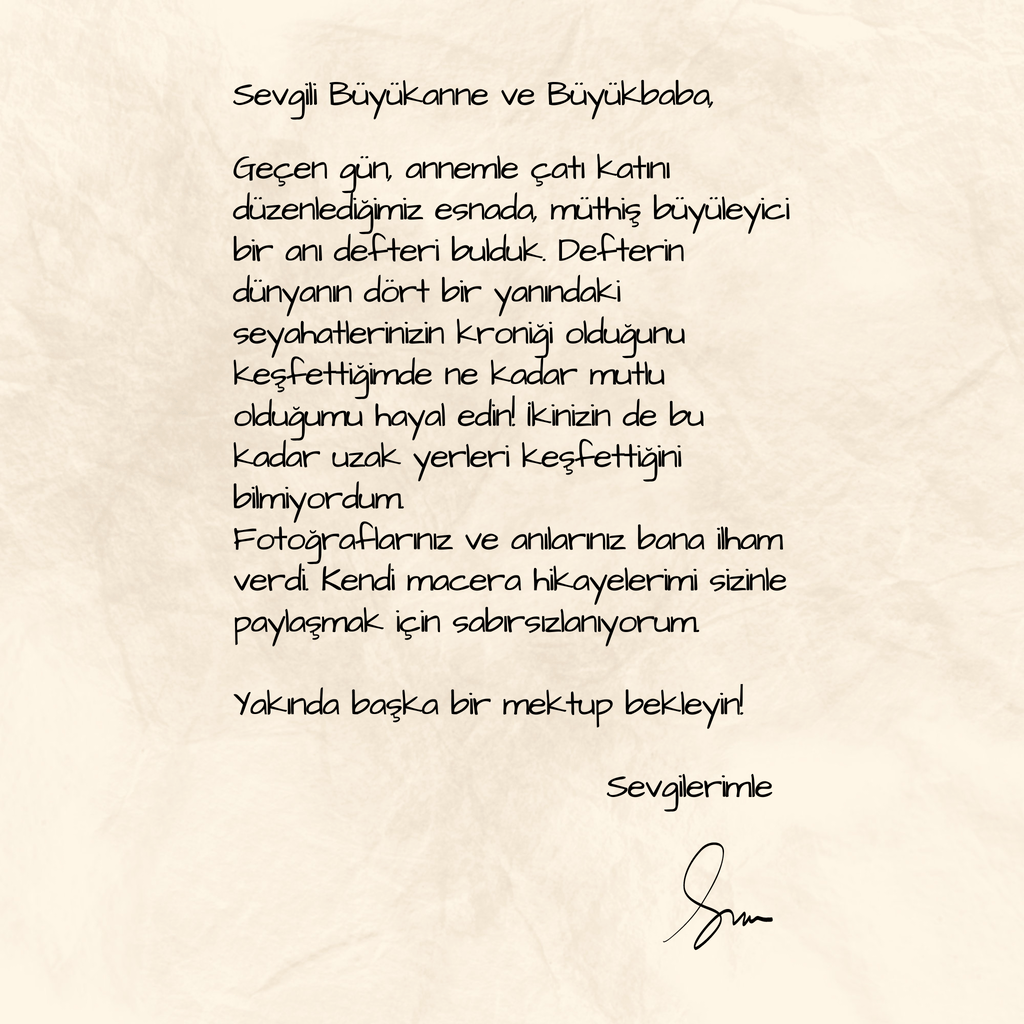 Sevgili Büyükanne ve Büyükbaba,
Geçen gün, annemle çatı katını
düzenlediğimiz esnada, müthiş büyüleyici
bir anı defteri bulduk. Defterin
dünyanın dört bir yanındaki
seyahatlerinizin kroniği olduğunu
keşfettiğimde ne kadar mutlu
olduğumu hayal edin! İkinizin de bu
kadar uzak yerleri keşfettiğini
bilmiyordum.
Fotoğraflarınız ve anılarınız bana ilham
verdi. Kendi macera hikayelerimi sizinle
paylaşmak için sabırsızlanıyorum.
Yakında başka bir mektup bekleyin!
Sevgilerimle